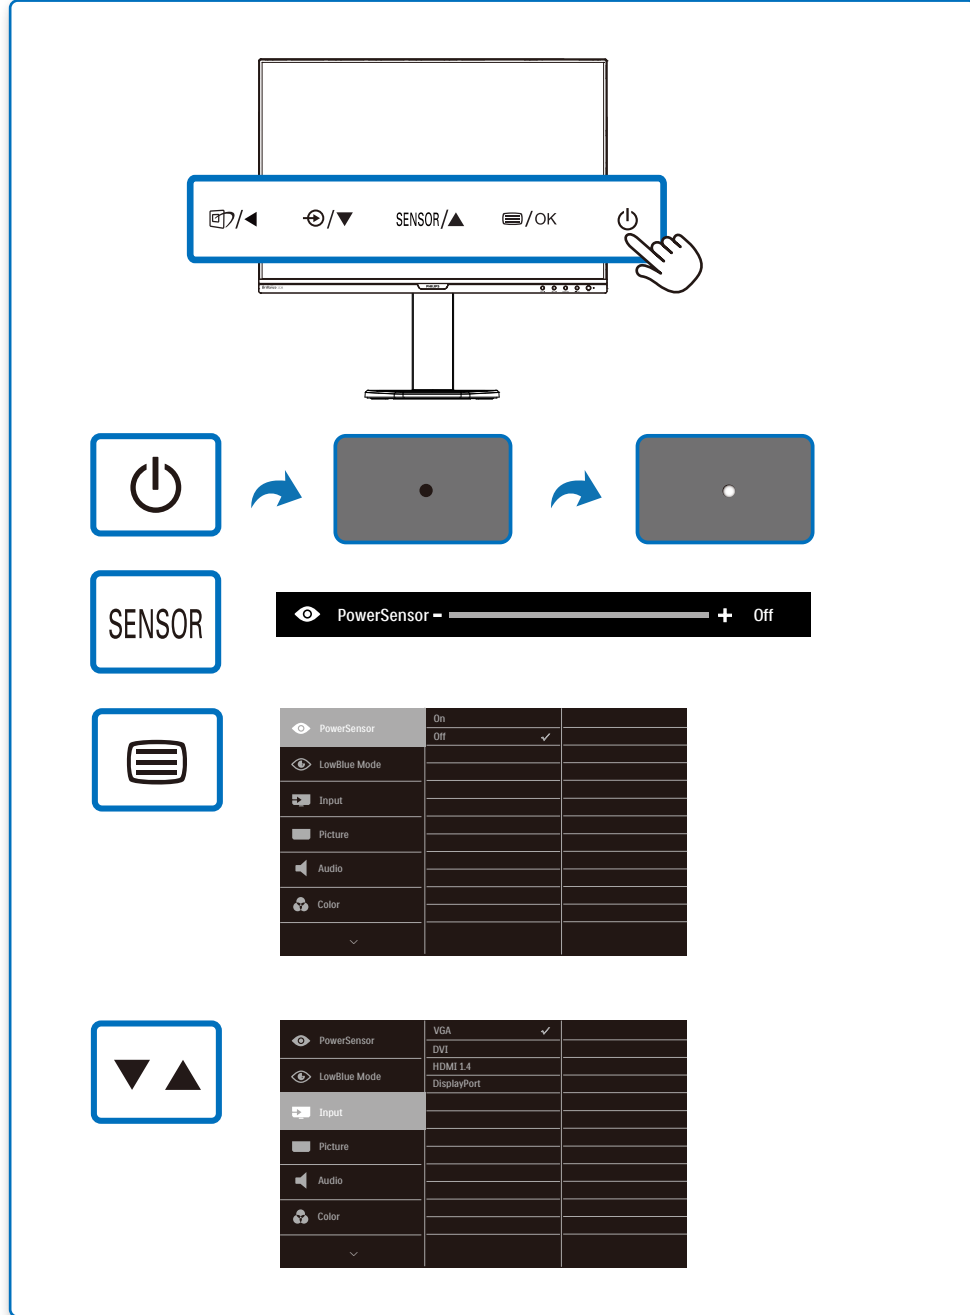 SENSOR/▲
/OK
PHILIPS
SENSOR
PowerSensor - + Off
PowerSensor
On
Off ✓
LowBlue Mode
Input
Picture
Audio
Color
PowerSensor
VGA ✓
DVI
LowBlue Mode
HDMI 1.4
DisplayPort
Input
Picture
Audio
Color